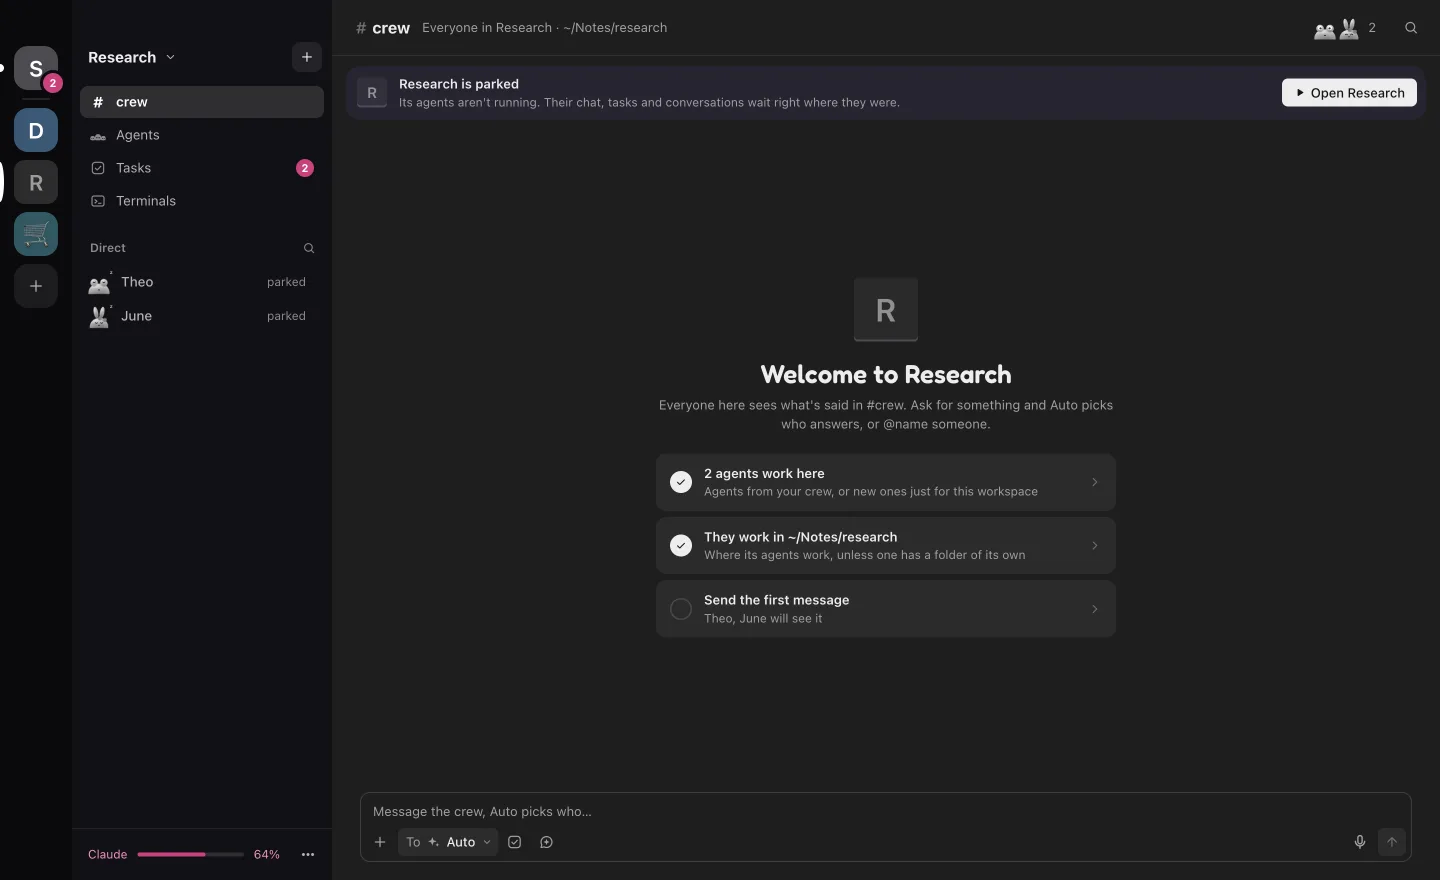 S
2
D
R
Research
# crew
Agents
Tasks
2
Terminals
Direct
Theo
parked
June
parked
Claude
64%
# crew
Everyone in Research · ~/Notes/research
2
R
Research is parked
Its agents aren't running. Their chat, tasks and conversations wait right where they were.
Open Research
R
Welcome to Research
Everyone here sees what's said in #crew. Ask for something and Auto picks
who answers, or @name someone.
2 agents work here
Agents from your crew, or new ones just for this workspace
They work in ~/Notes/research
Where its agents work, unless one has a folder of its own
Send the first message
Theo, June will see it
Message the crew, Auto picks who...
To Auto